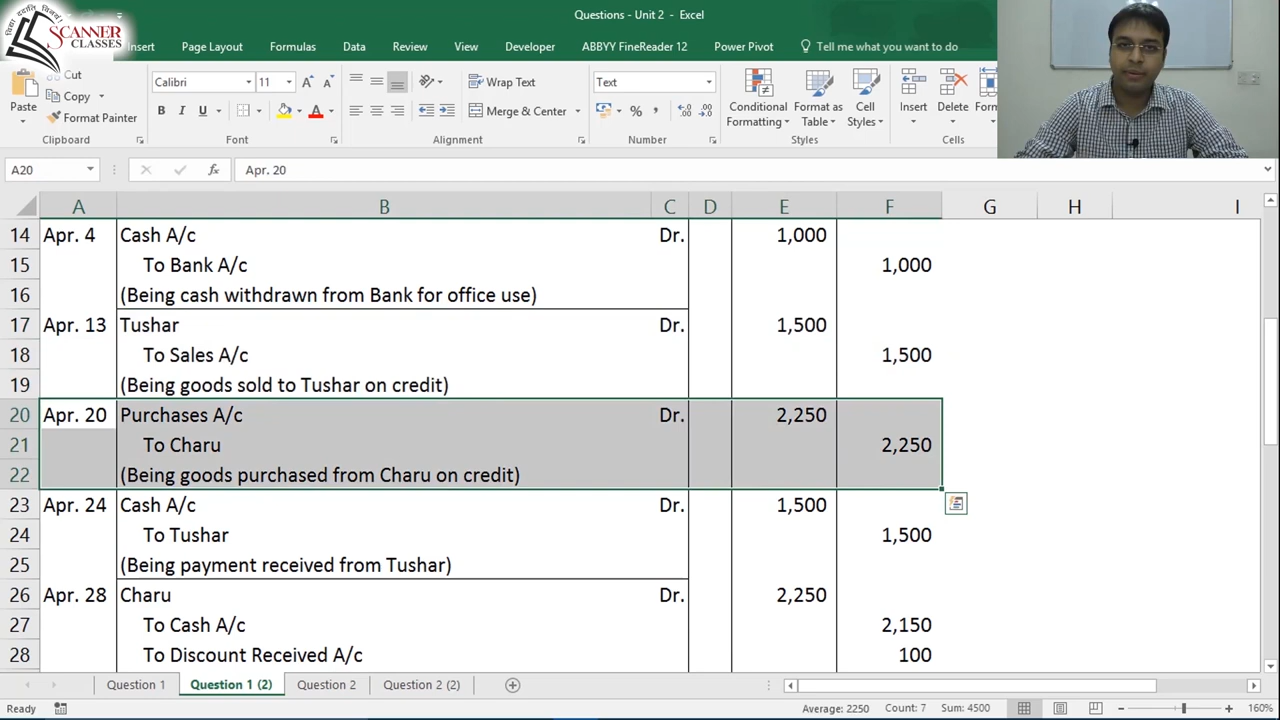 विद्या ददाति विनयं
SCANNER
CLASSES
Questions - Unit 2 - Excel
Insert Page Layout Formulas Data Review View Developer ABBYY FineReader 12 Power Pivot Tell me what you want to do
Paste
Cut
Copy
Format Painter
Clipboard
Calibri 11
B I U
Font
Wrap Text
Merge & Center
Alignment
Text
Number
Conditional Formatting
Format as Table
Cell Styles
Styles
Insert Delete
Cells
A20 fx Apr. 20
A B C D E F G H I
14 Apr. 4 Cash A/c Dr. 1,000
15 To Bank A/c 1,000
16 (Being cash withdrawn from Bank for office use)
17 Apr. 13 Tushar Dr. 1,500
18 To Sales A/c 1,500
19 (Being goods sold to Tushar on credit)
20 Apr. 20 Purchases A/c Dr. 2,250
21 To Charu 2,250
22 (Being goods purchased from Charu on credit)
23 Apr. 24 Cash A/c Dr. 1,500
24 To Tushar 1,500
25 (Being payment received from Tushar)
26 Apr. 28 Charu Dr. 2,250
27 To Cash A/c 2,150
28 To Discount Received A/c 100
Question 1 Question 1 (2) Question 2 Question 2 (2)
Ready Average: 2250 Count: 7 Sum: 4500 160%